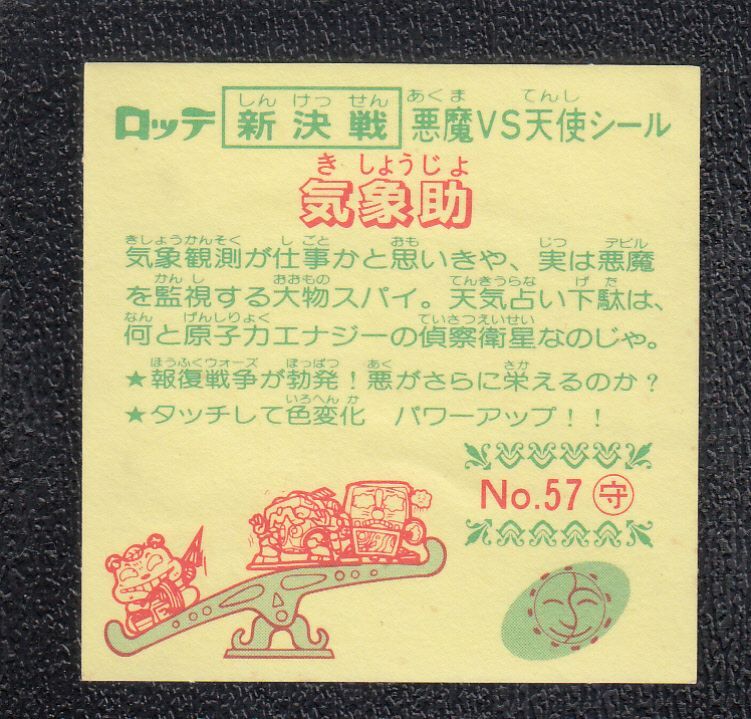 ロッテ 新決戦 悪魔VS天使シール
しん けっ せん あくま てんし
き しょうじょ
気象助
きしょうかんそく しごと おも じつ アビル
気象観測が仕事かと思いきや、実は悪魔
かんし おおもの てんきうらな げた
を監視する大物スパイ。天気占い下駄は、
なん げんしりょく ていさつえいせい
何と原子力エナジーの偵察衛星なのじゃ。
ほうふくウォーズ ぼっぱつ あく さか
★報復戦争が勃発!悪がさらに栄えるのか?
いろへんか
★タッチして色変化 パワーアップ!!
No.57 守